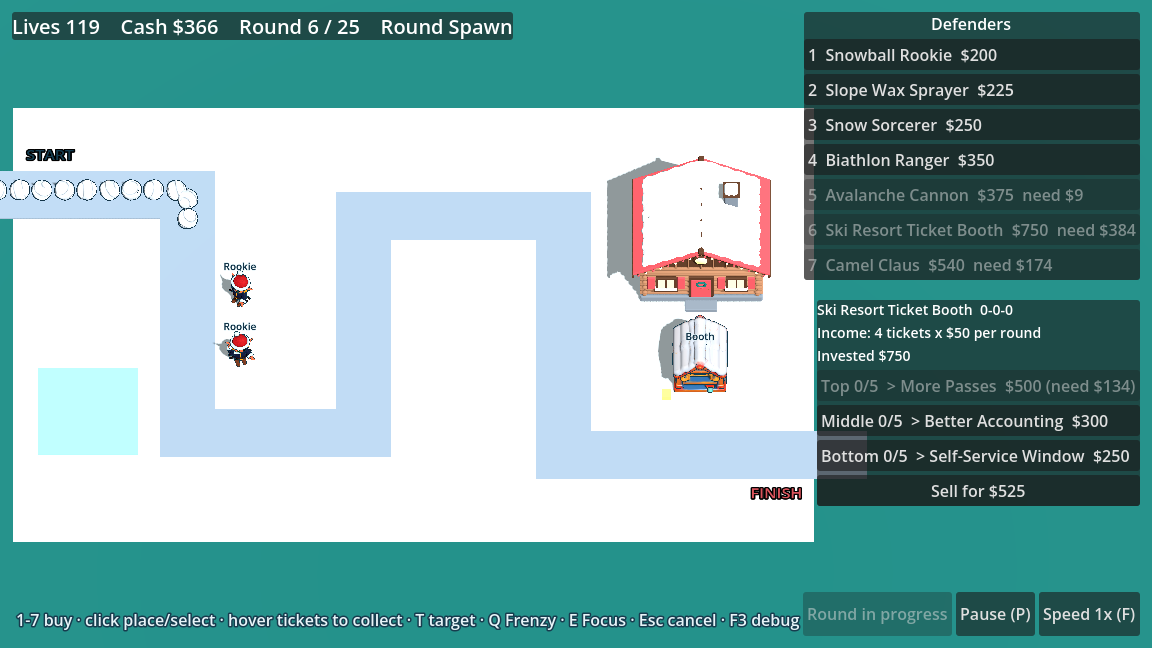 Lives 119 Cash $366 Round 6 / 25 Round Spawn
Defenders
1 Snowball Rookie $200
2 Slope Wax Sprayer $225
3 Snow Sorcerer $250
4 Biathlon Ranger $350
5 Avalanche Cannon $375 need $9
6 Ski Resort Ticket Booth $750 need $384
7 Camel Claus $540 need $174
START
Rookie
Rookie
Booth
Ski Resort Ticket Booth 0-0-0
Income: 4 tickets x $50 per round
Invested $750
Top 0/5 > More Passes $500 (need $134)
Middle 0/5 > Better Accounting $300
Bottom 0/5 > Self-Service Window $250
Sell for $525
FINISH
1-7 buy · click place/select · hover tickets to collect · T target · Q Frenzy · E Focus · Esc cancel · F3 debug
Round in progress
Pause (P)
Speed 1x (F)